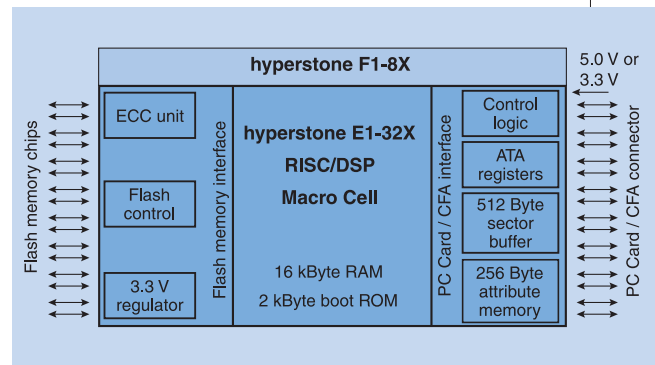 hyperstone F1-8X
5.0 V or
3.3 V
Flash memory chips
ECC unit
Flash
control
3.3 V
regulator
Flash memory interface
hyperstone E1-32X
RISC/DSP
Macro Cell
16 kByte RAM
2 kByte boot ROM
PC Card / CFA interface
Control
logic
ATA
registers
512 Byte
sector
buffer
256 Byte
attribute
memory
PC Card / CFA connector